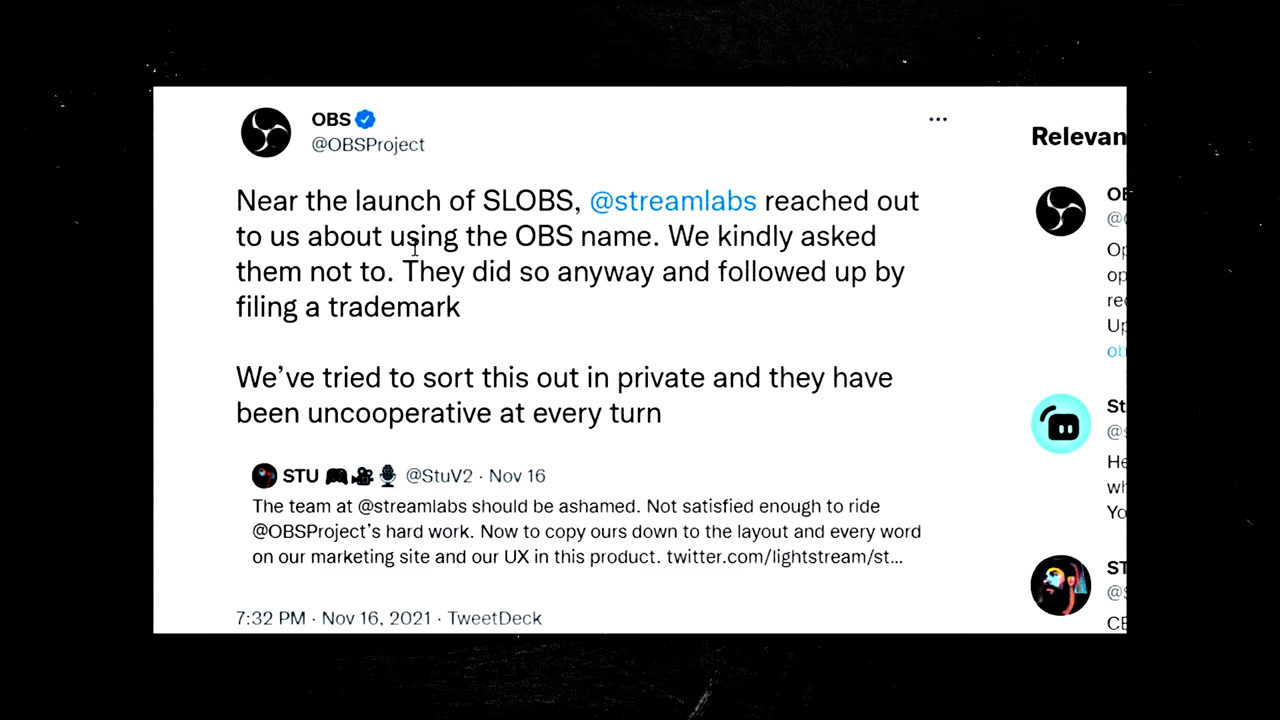 OBS
@OBSProject
Near the launch of SLOBS, @streamlabs reached out
to us about using the OBS name. We kindly asked
them not to. They did so anyway and followed up by
filing a trademark
We've tried to sort this out in private and they have
been uncooperative at every turn
STU @StuV2 · Nov 16
The team at @streamlabs should be ashamed. Not satisfied enough to ride
@OBSProject's hard work. Now to copy ours down to the layout and every word
on our marketing site and our UX in this product. twitter.com/lightstream/st...
7:32 PM · Nov 16, 2021 · TweetDeck